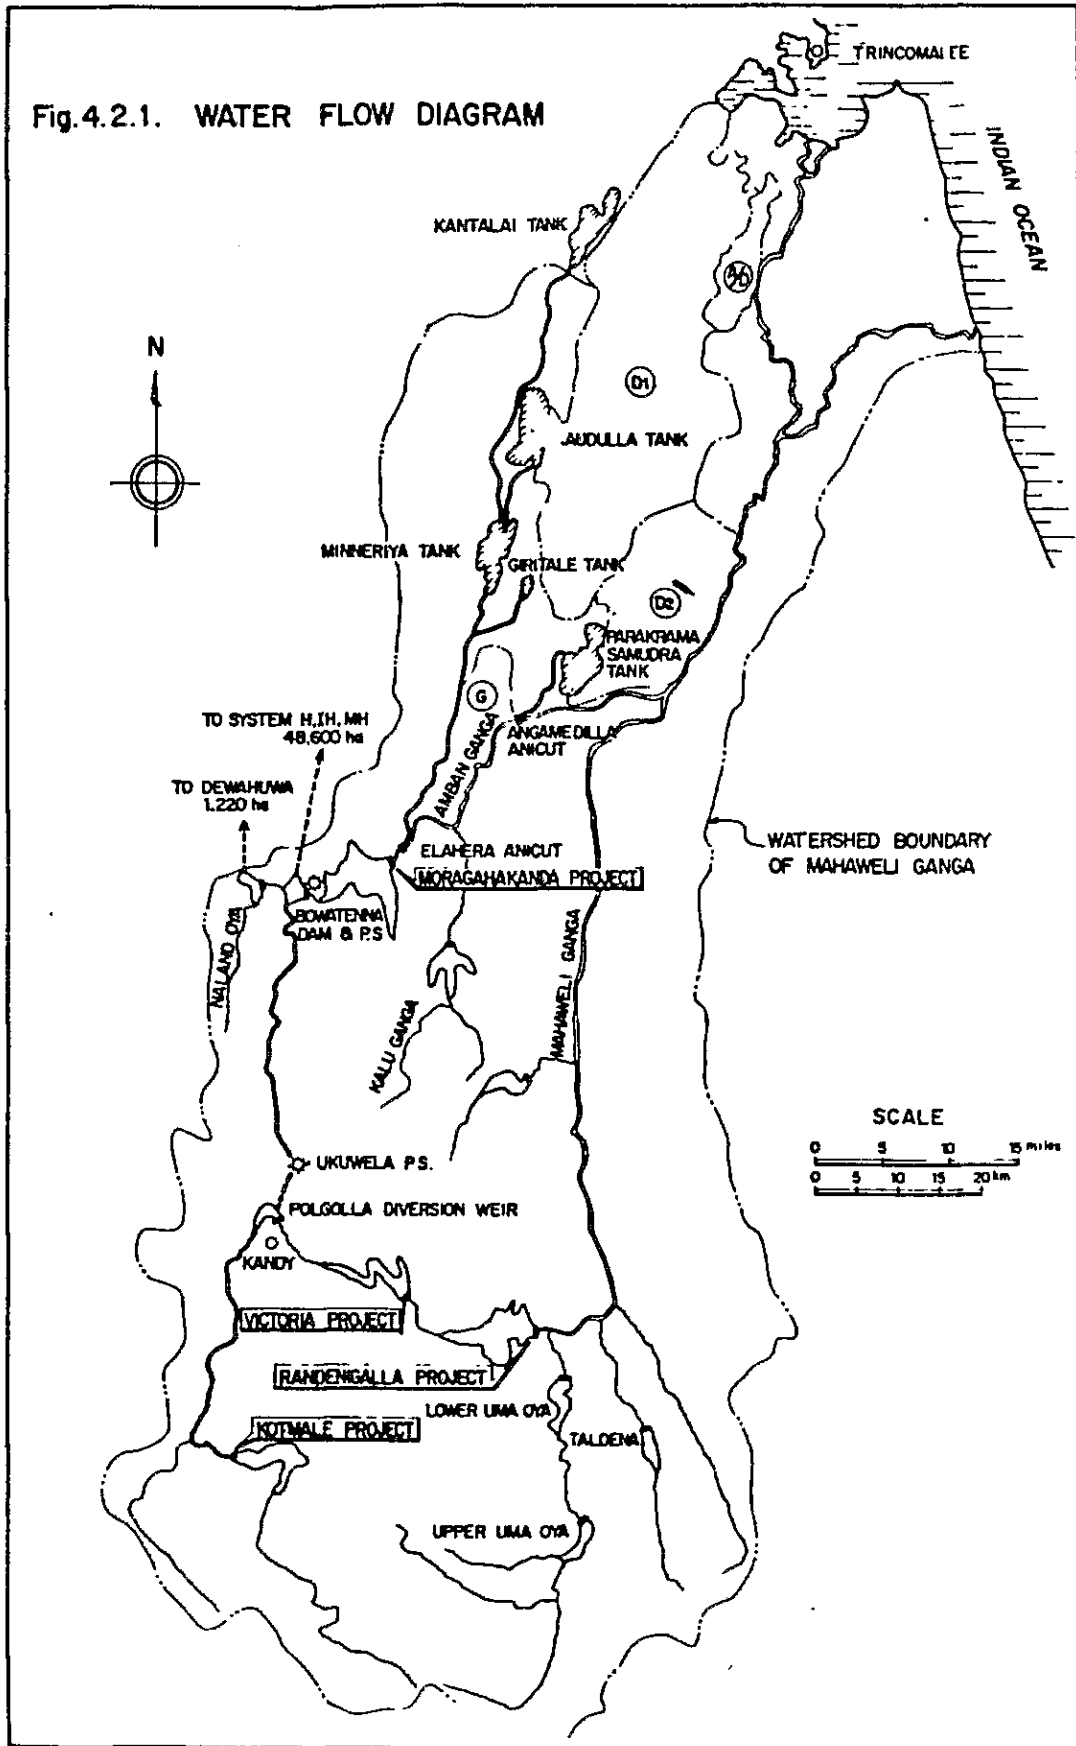 TRINCOMALEE
Fig.4.2.1. WATER FLOW DIAGRAM
INDIAN OCEAN
KANTALAI TANK
A/D
N
D1
KAUDULLA TANK
MINNERIYA TANK
GIRITALE TANK
D2
PARAKRAMA
SAMUDRA
TANK
G
TO SYSTEM H,IH,MH
48,600 ha
ANGAMEDILLA
ANICUT
AMBAN GANGA
TO DEWAHUWA
1,220 ha
WATERSHED BOUNDARY
OF MAHAWELI GANGA
ELAHERA ANICUT
MORAGAHAKANDA PROJECT
BOWATENNA
DAM & P.S
NALAND OYA
MAHAWELI GANGA
KALU GANGA
SCALE
0 5 10 15 miles
0 5 10 15 20 km
UKUWELA P.S.
POLGOLLA DIVERSION WEIR
KANDY
VICTORIA PROJECT
RANDENIGALLA PROJECT
LOWER UMA OYA
KOTMALE PROJECT
TALDENA
UPPER UMA OYA